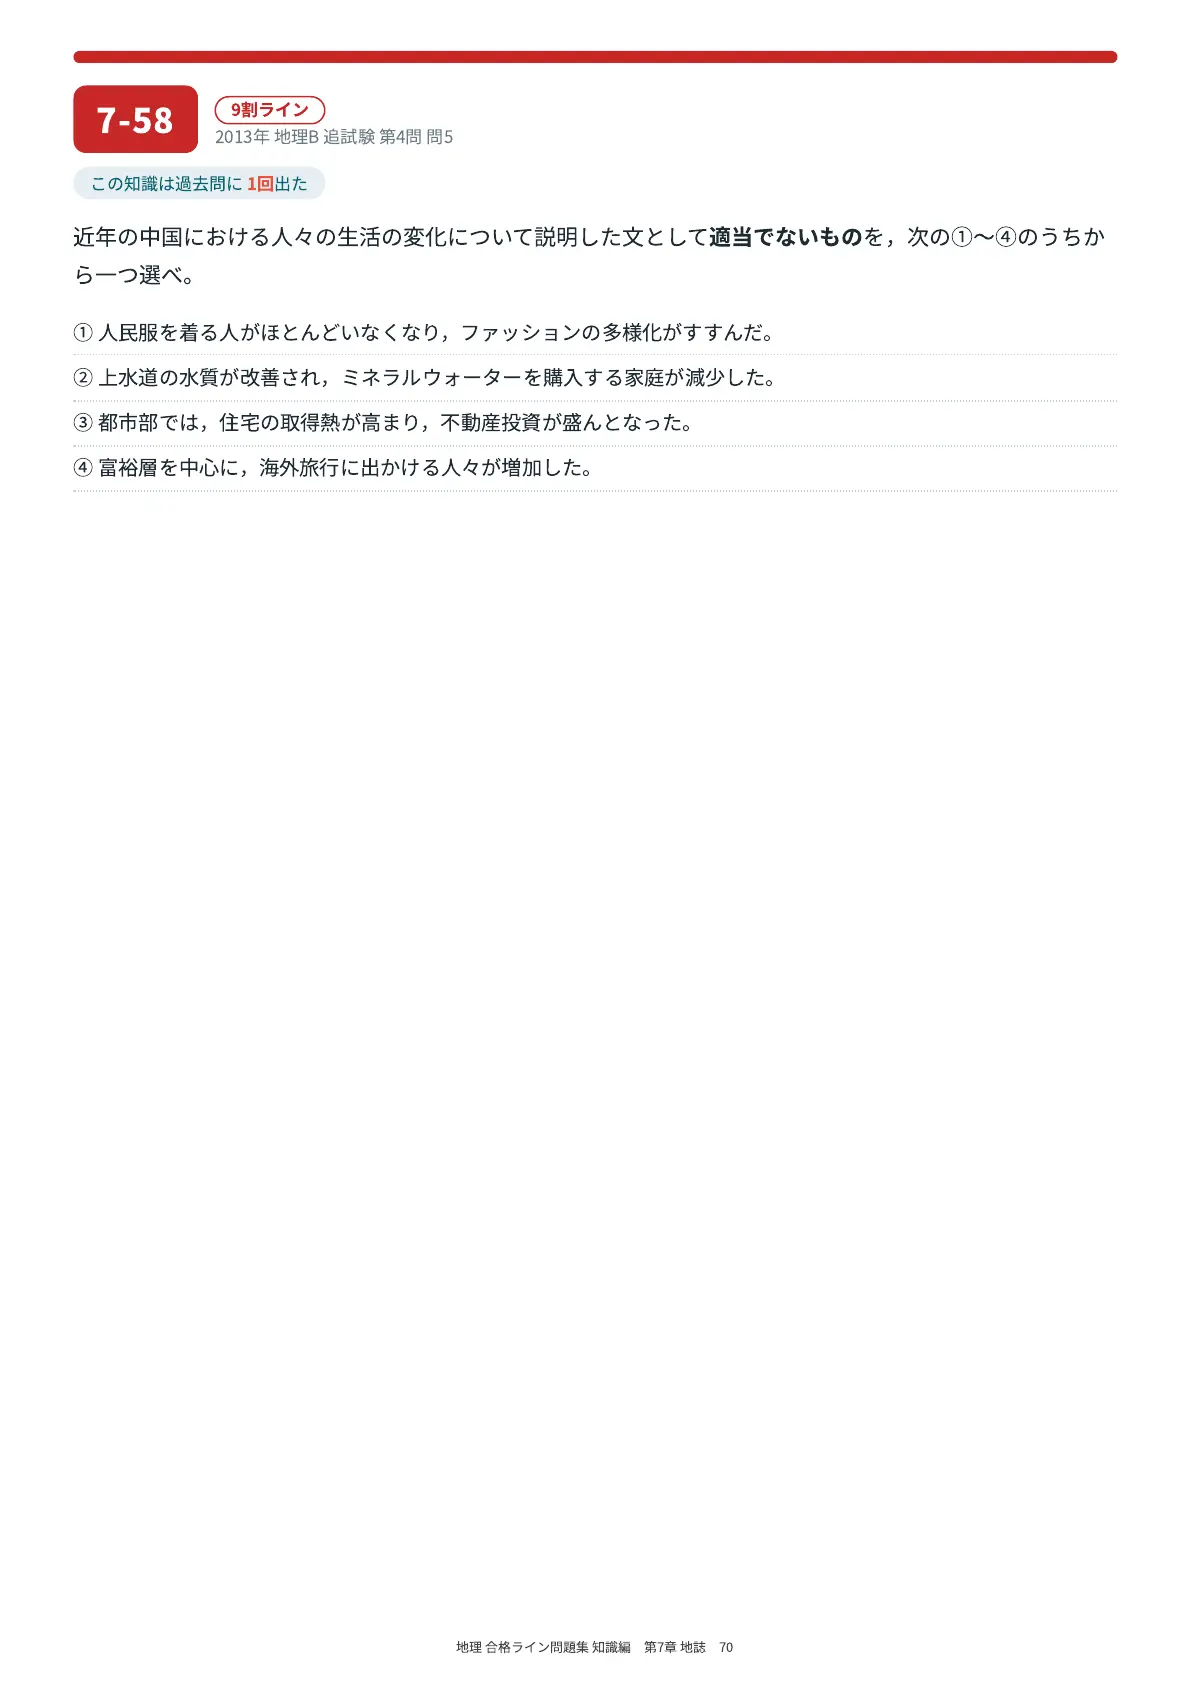 7-58
9割ライン
2013年 地理B 追試験 第4問 問5
この知識は過去問に 1回出た
近年の中国における人々の生活の変化について説明した文として適当でないものを，次の①～④のうちか
ら一つ選べ。
① 人民服を着る人がほとんどいなくなり，ファッションの多様化がすすんだ。
② 上水道の水質が改善され，ミネラルウォーターを購入する家庭が減少した。
③ 都市部では，住宅の取得熱が高まり，不動産投資が盛んとなった。
④ 富裕層を中心に，海外旅行に出かける人々が増加した。
地理 合格ライン問題集 知識編　第7章 地誌　70